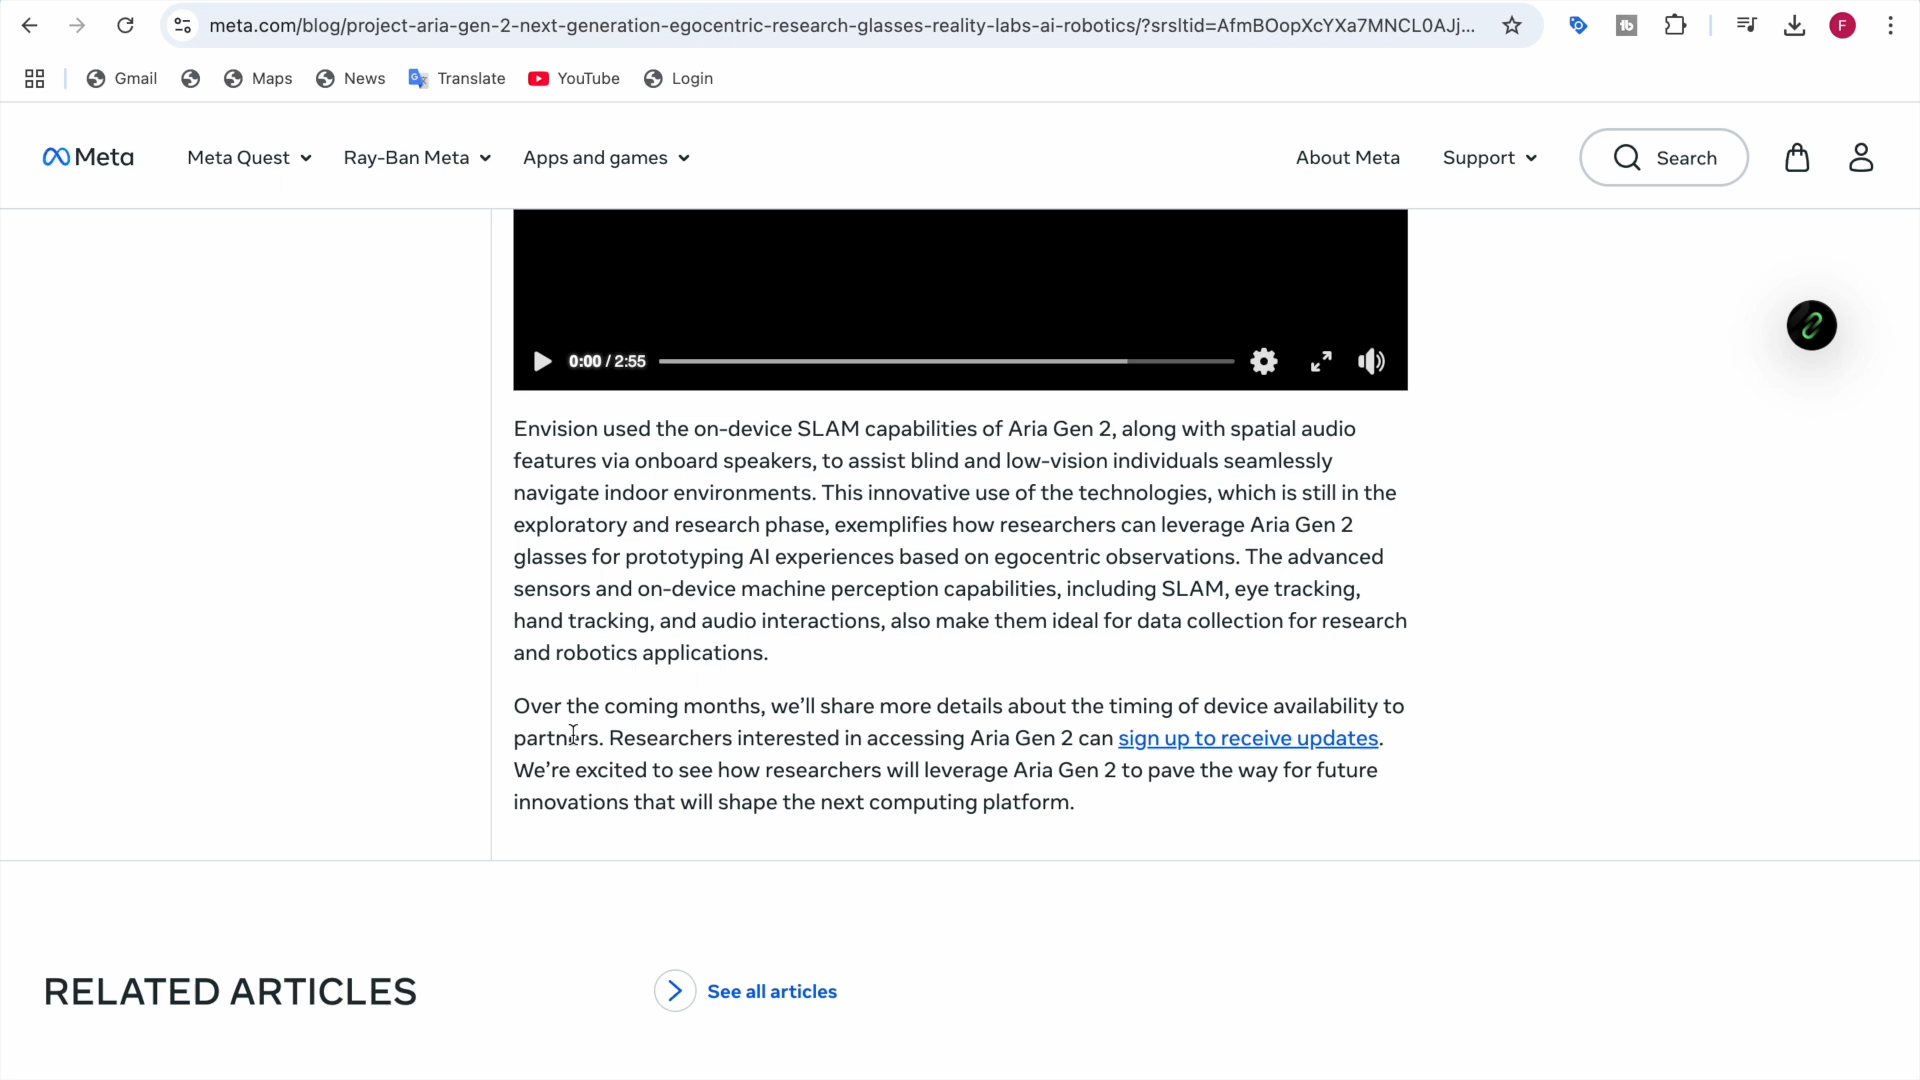 meta.com/blog/project-aria-gen-2-next-generation-egocentric-research-glasses-reality-labs-ai-robotics/?srsltid=AfmBOopXcYXa7MNCL0AJj...
F
Gmail
Maps
News
Translate
YouTube
Login
Meta
Meta Quest
Ray-Ban Meta
Apps and games
About Meta
Support
Search
0:00 / 2:55
Envision used the on-device SLAM capabilities of Aria Gen 2, along with spatial audio
features via onboard speakers, to assist blind and low-vision individuals seamlessly
navigate indoor environments. This innovative use of the technologies, which is still in the
exploratory and research phase, exemplifies how researchers can leverage Aria Gen 2
glasses for prototyping AI experiences based on egocentric observations. The advanced
sensors and on-device machine perception capabilities, including SLAM, eye tracking,
hand tracking, and audio interactions, also make them ideal for data collection for research
and robotics applications.
Over the coming months, we’ll share more details about the timing of device availability to
partners. Researchers interested in accessing Aria Gen 2 can sign up to receive updates.
We’re excited to see how researchers will leverage Aria Gen 2 to pave the way for future
innovations that will shape the next computing platform.
RELATED ARTICLES
See all articles